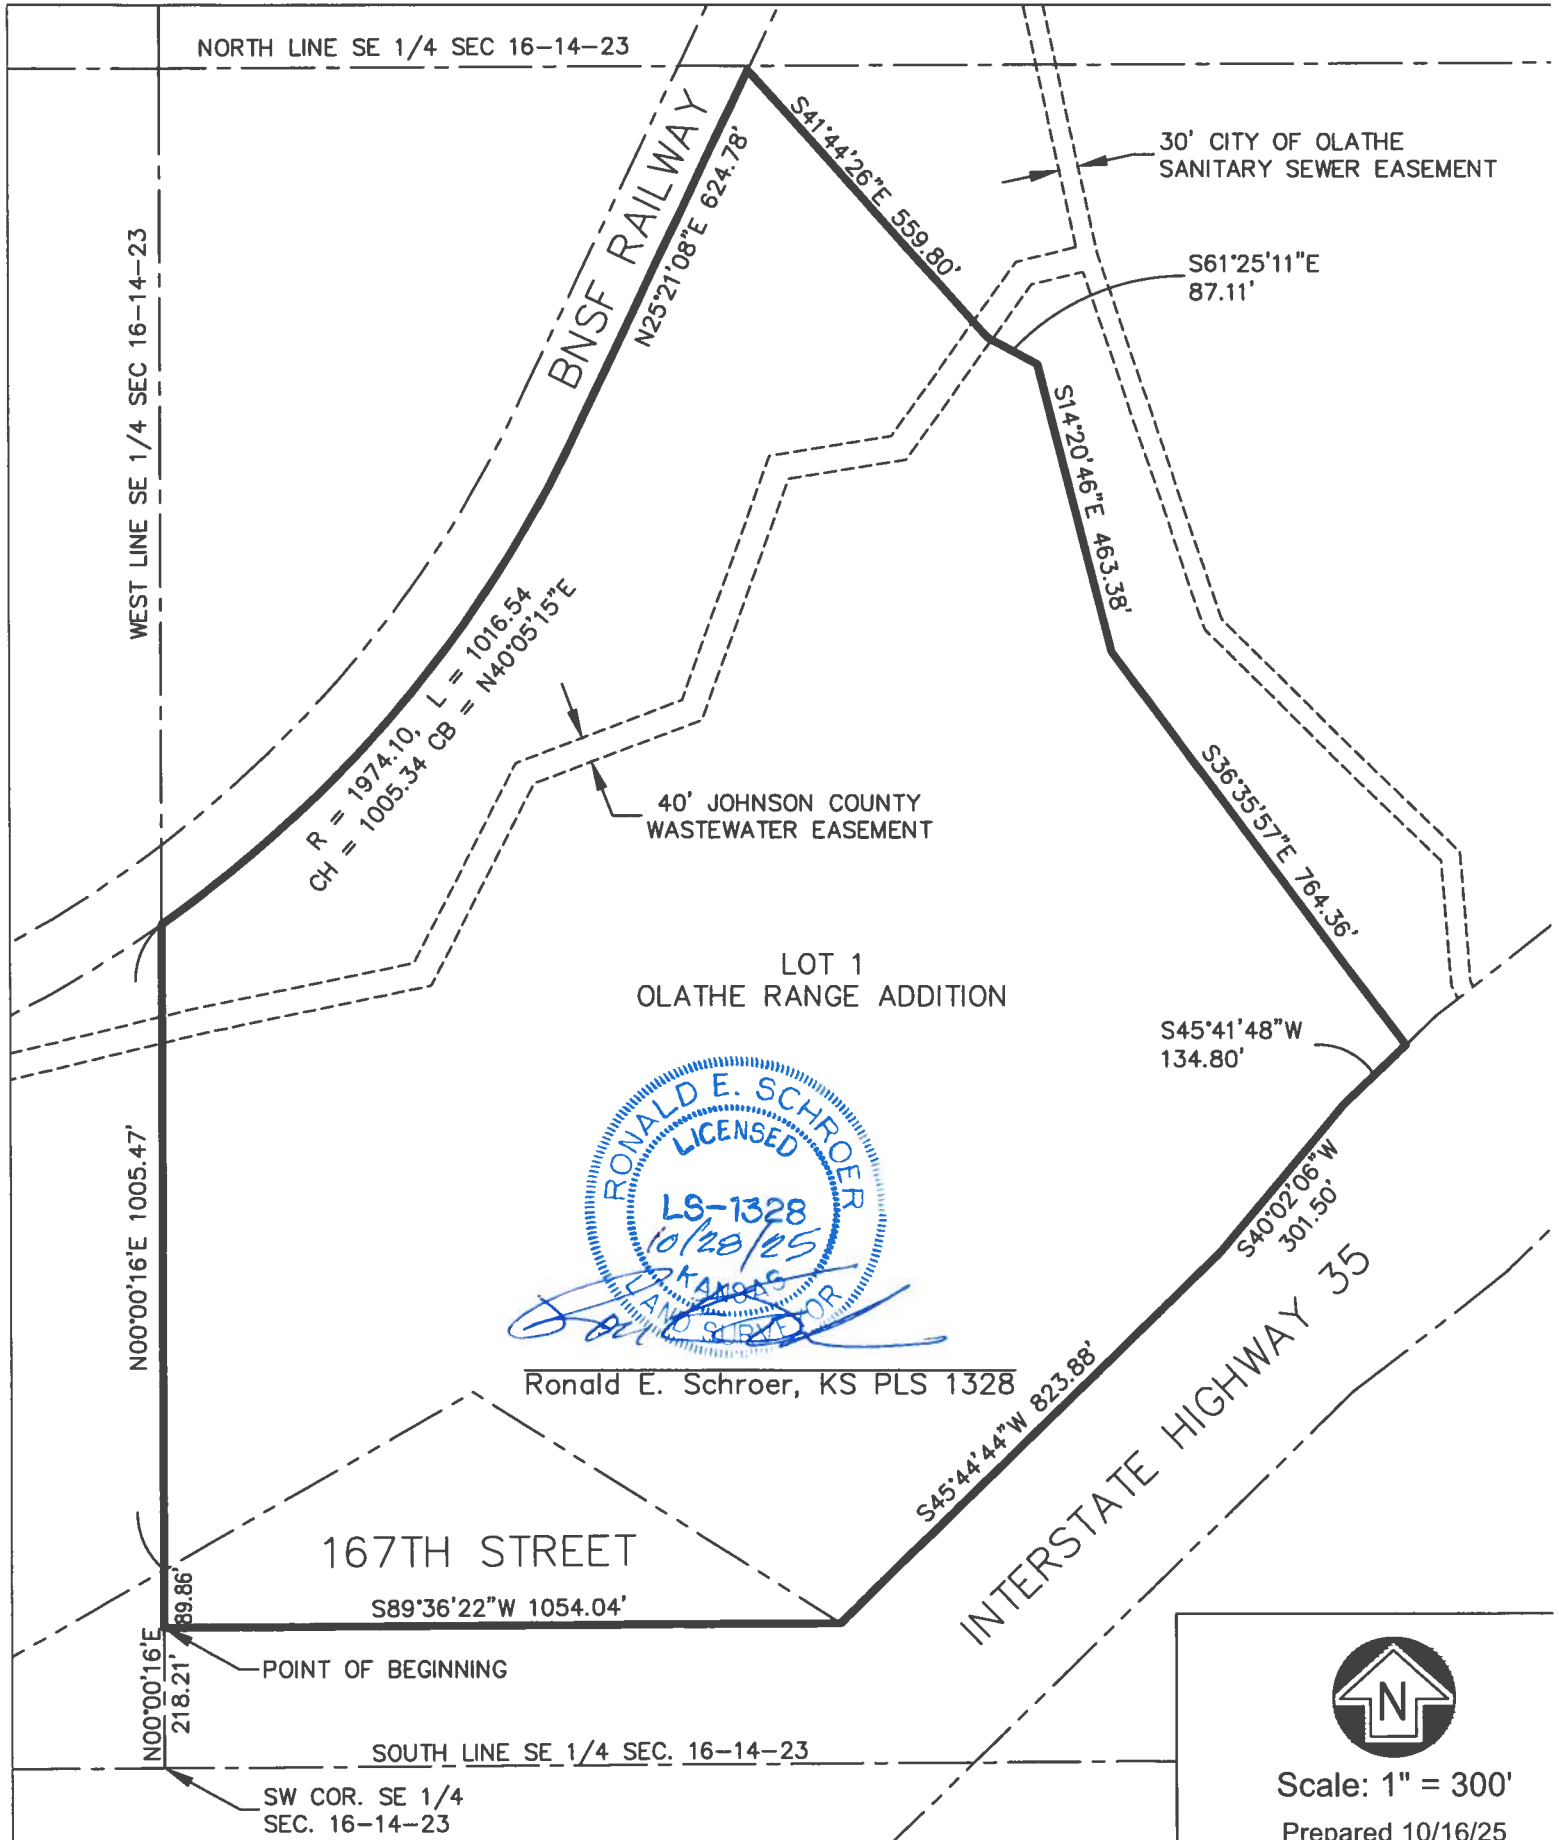 NORTH LINE SE 1/4 SEC 16-14-23
WEST LINE SE 1/4 SEC 16-14-23
BNSF RAILWAY
N25°21'08"E 624.78'
S41°44'26"E 559.80'
30' CITY OF OLATHE
SANITARY SEWER EASEMENT
S61°25'11"E
87.11'
S14°20'46"E 463.38'
R = 1974.10, L = 1016.54
CH = 1005.34 CB = N40°05'15"E
S36°35'57"E 764.36'
40' JOHNSON COUNTY
WASTEWATER EASEMENT
LOT 1
OLATHE RANGE ADDITION
S45°41'48"W
134.80'
N00°00'16"E 1005.47'
RONALD E. SCHROER
LICENSED
LS-1328
10/28/25
KANSAS
LAND SURVEYOR
S40°02'06"W
301.50'
Ronald E. Schroer, KS PLS 1328
S45°44'44"W 823.88'
INTERSTATE HIGHWAY 35
167TH STREET
89.86'
S89°36'22"W 1054.04'
POINT OF BEGINNING
N00°00'16"E
218.21'
SOUTH LINE SE 1/4 SEC. 16-14-23
SW COR. SE 1/4
SEC. 16-14-23
N
Scale: 1" = 300'
Prepared 10/16/25